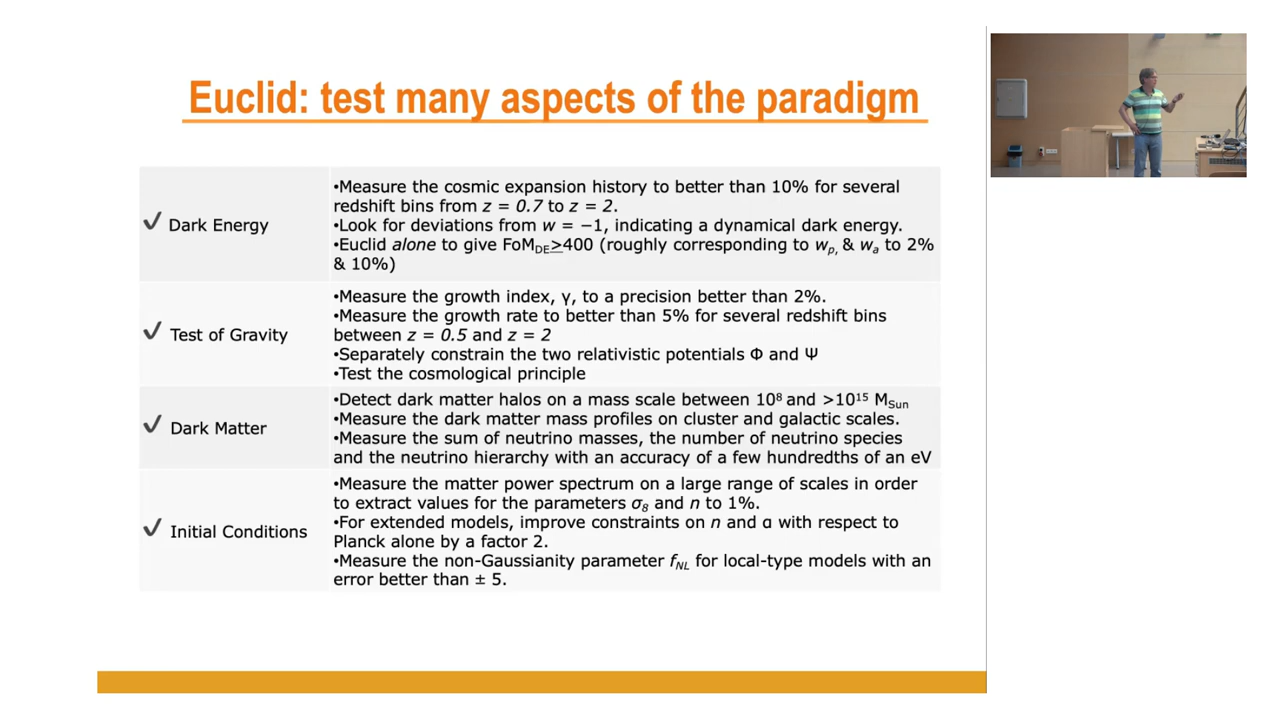 Euclid: test many aspects of the paradigm
✓ Dark Energy
•Measure the cosmic expansion history to better than 10% for several
redshift bins from z = 0.7 to z = 2.
•Look for deviations from w = −1, indicating a dynamical dark energy.
•Euclid alone to give FoM_DE≥400 (roughly corresponding to w_p, & w_a to 2%
& 10%)
✓ Test of Gravity
•Measure the growth index, γ, to a precision better than 2%.
•Measure the growth rate to better than 5% for several redshift bins
between z = 0.5 and z = 2
•Separately constrain the two relativistic potentials Φ and Ψ
•Test the cosmological principle
✓ Dark Matter
•Detect dark matter halos on a mass scale between 10⁸ and >10¹⁵ M_Sun
•Measure the dark matter mass profiles on cluster and galactic scales.
•Measure the sum of neutrino masses, the number of neutrino species
and the neutrino hierarchy with an accuracy of a few hundredths of an eV
✓ Initial Conditions
•Measure the matter power spectrum on a large range of scales in order
to extract values for the parameters σ₈ and n to 1%.
•For extended models, improve constraints on n and α with respect to
Planck alone by a factor 2.
•Measure the non-Gaussianity parameter f_NL for local-type models with an
error better than ± 5.